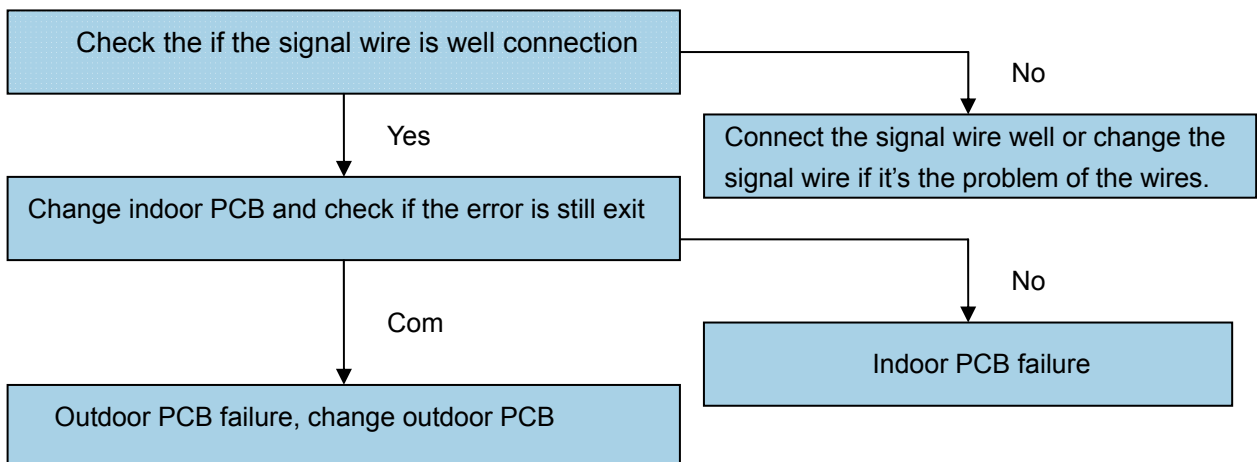 Check the if the signal wire is well connection
No
Yes
Connect the signal wire well or change the
signal wire if it's the problem of the wires.
Change indoor PCB and check if the error is still exit
No
Com
Indoor PCB failure
Outdoor PCB failure, change outdoor PCB